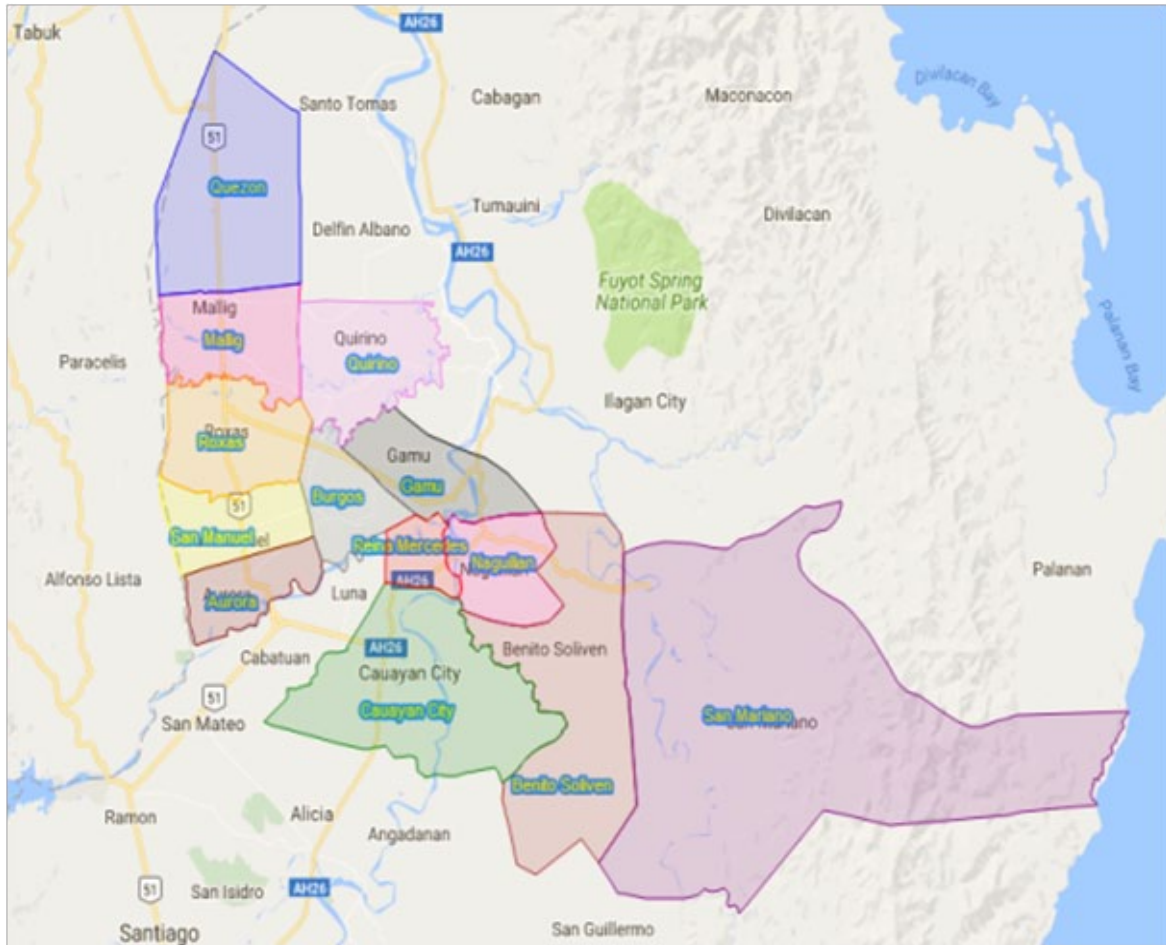 Tabuk
AH26
Santo Tomas
Cabagan
Maconacon
Divilacan Bay
51
Quezon
Tumauini
Divilacan
Delfin Albano
AH26
Fuyot Spring
National Park
Mallig
Mallig
Quirino
Quirino
Paracelis
Palanan Bay
Ilagan City
Roxas
Roxas
Gamu
Gamu
Burgos
51
San Manuel
Reina Mercedes
Naguilian
Alfonso Lista
AH26
Luna
Aurora
Palanan
Cabatuan
AH26
Benito Soliven
Cauayan City
Cauayan City
51
San Mateo
San Mariano
San Mariano
Benito Soliven
Ramon
Alicia
Angadanan
51
San Isidro
AH26
Santiago
San Guillermo